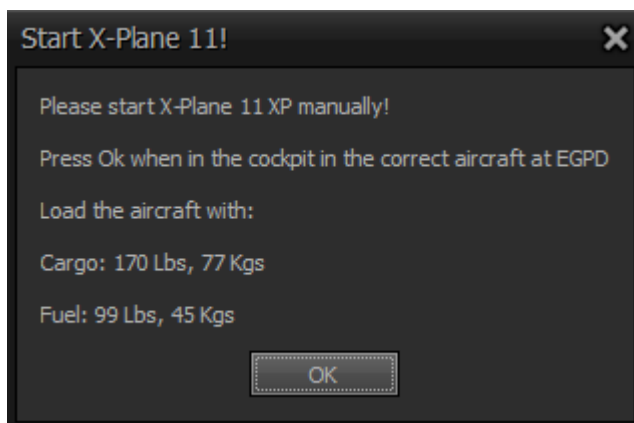 Start X-Plane 11!
Please start X-Plane 11 XP manually!
Press Ok when in the cockpit in the correct aircraft at EGPD
Load the aircraft with:
Cargo: 170 Lbs, 77 Kgs
Fuel: 99 Lbs, 45 Kgs
OK